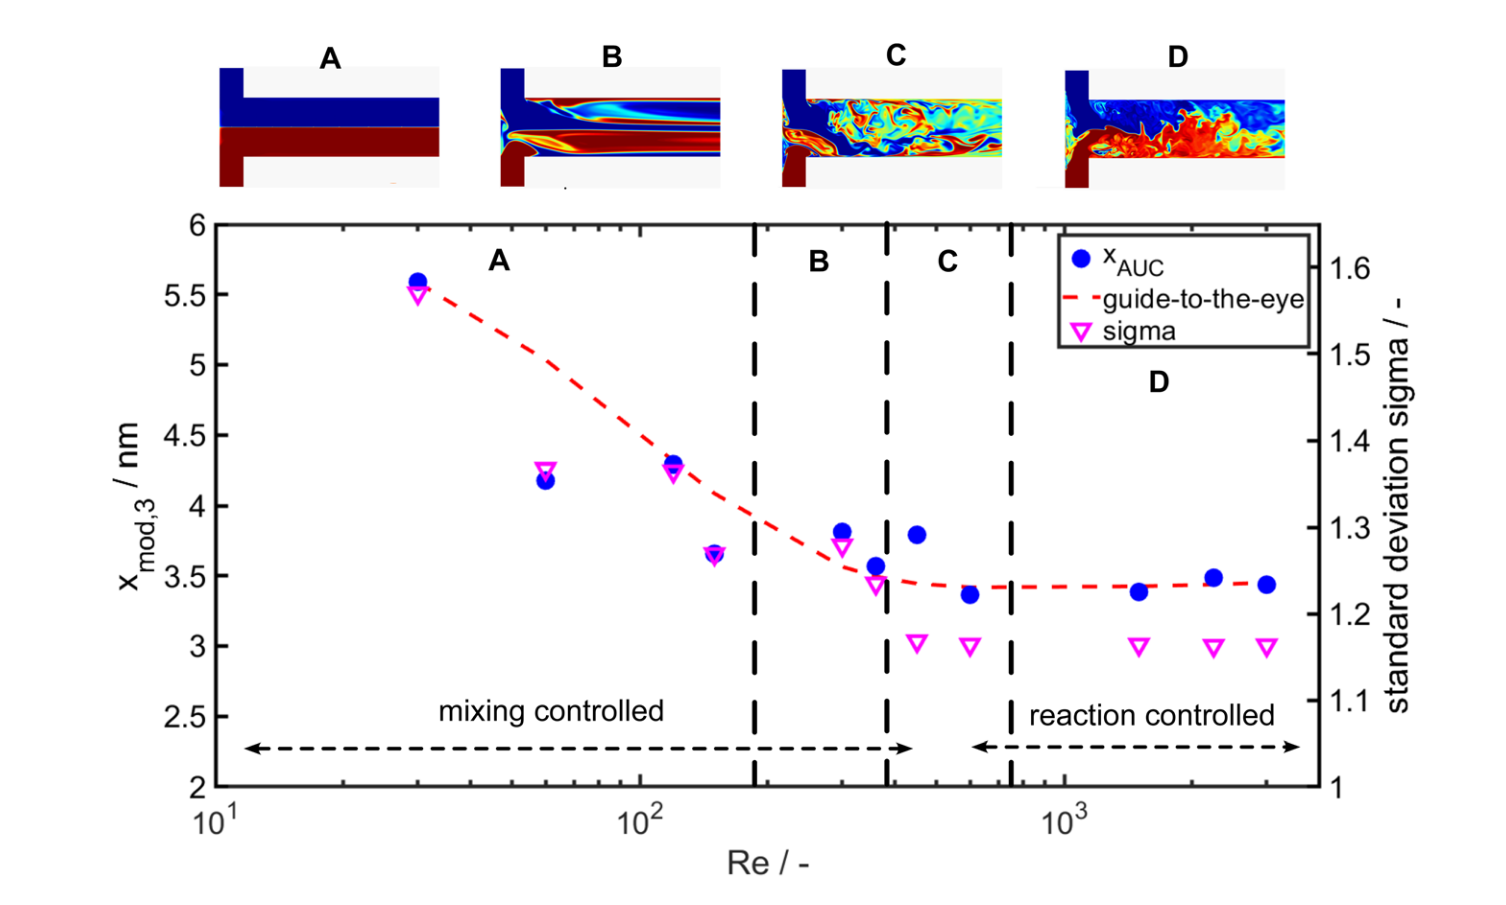 A B C D
6
5.5
5
4.5
4
3.5
3
2.5
2
x_mod,3 / nm
A B C
D
x_AUC
guide-to-the-eye
sigma
1.6
1.5
1.4
1.3
1.2
1.1
1
standard deviation sigma / -
mixing controlled
reaction controlled
10^1 10^2 10^3
Re / -